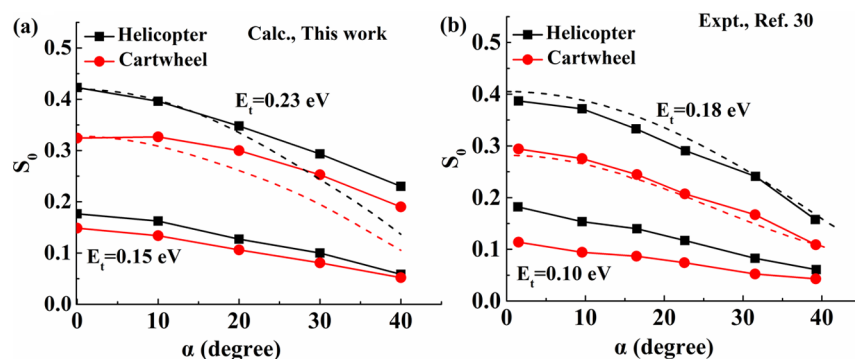 (a)
Calc., This work
Helicopter
Cartwheel
0.5
0.4
0.3
0.2
0.1
0.0
S0
Et=0.23 eV
Et=0.15 eV
0 10 20 30 40
α (degree)
(b)
Expt., Ref. 30
Helicopter
Cartwheel
0.5
0.4
0.3
0.2
0.1
0.0
S0
Et=0.18 eV
Et=0.10 eV
0 10 20 30 40
α (degree)